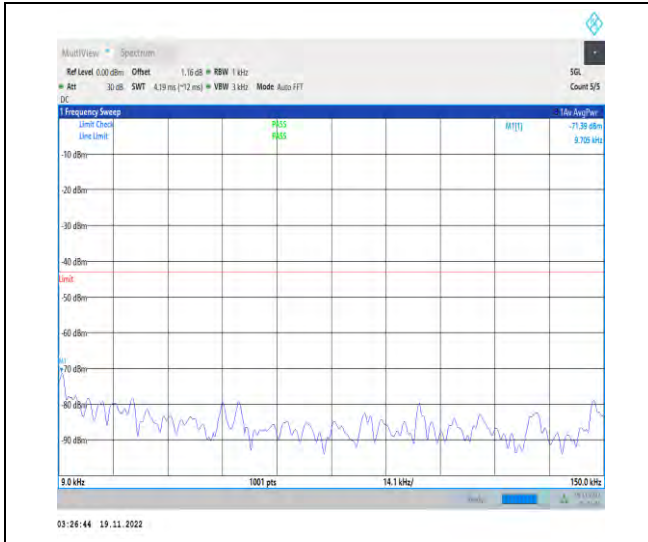 MultiView Spectrum
Ref Level 0.00 dBm Offset 1.16 dB RBW 1 kHz SGL
Att 30 dB SWT 4.19 ms (~12 ms) VBW 3 kHz Mode Auto FFT Count 5/5
DC
1 Frequency Sweep 1Av AvgPwr
Limit Check PASS M1[1] -71.39 dBm
Line Limit PASS 9.705 kHz
-10 dBm
-20 dBm
-30 dBm
-40 dBm
Limit
-50 dBm
-60 dBm
M1
-70 dBm
-80 dBm
-90 dBm
9.0 kHz 1001 pts 14.1 kHz/ 150.0 kHz
Ready
03:26:44 19.11.2022